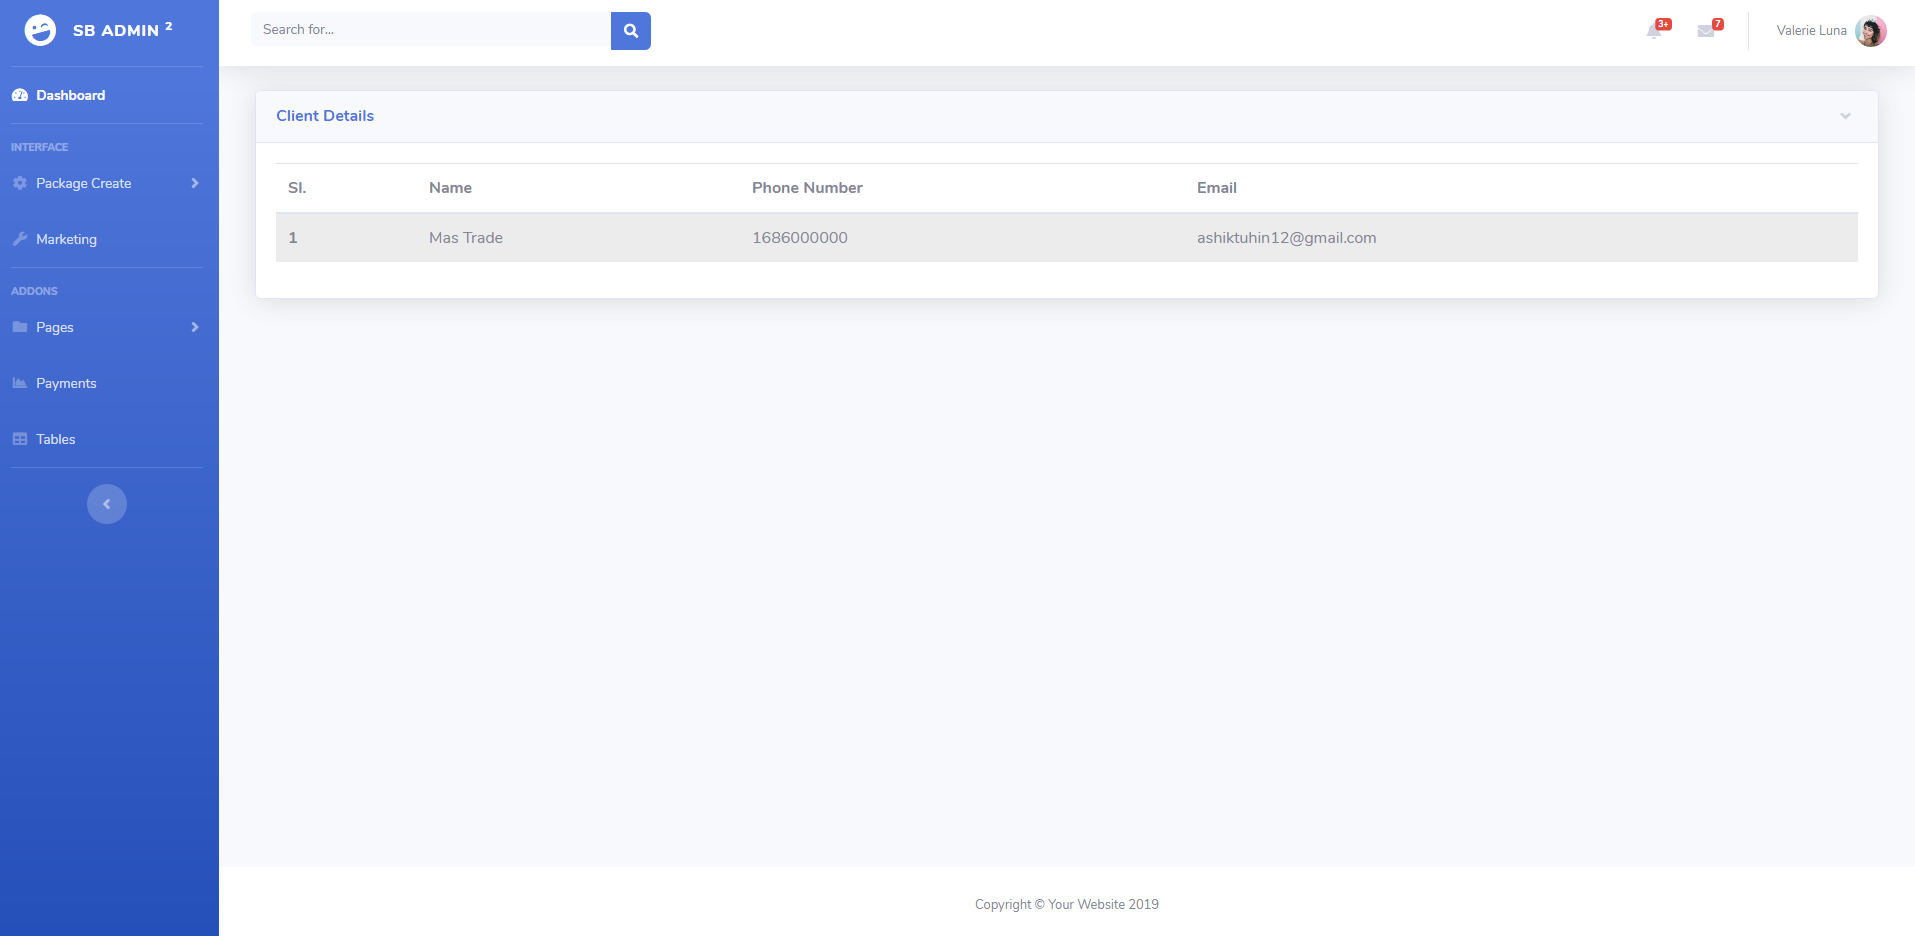 SB ADMIN 2
Search for...
3+
7
Valerie Luna
Dashboard
INTERFACE
Package Create
Marketing
ADDONS
Pages
Payments
Tables
Client Details
Sl. Name Phone Number Email
1 Mas Trade 1686000000 ashiktuhin12@gmail.com
Copyright © Your Website 2019